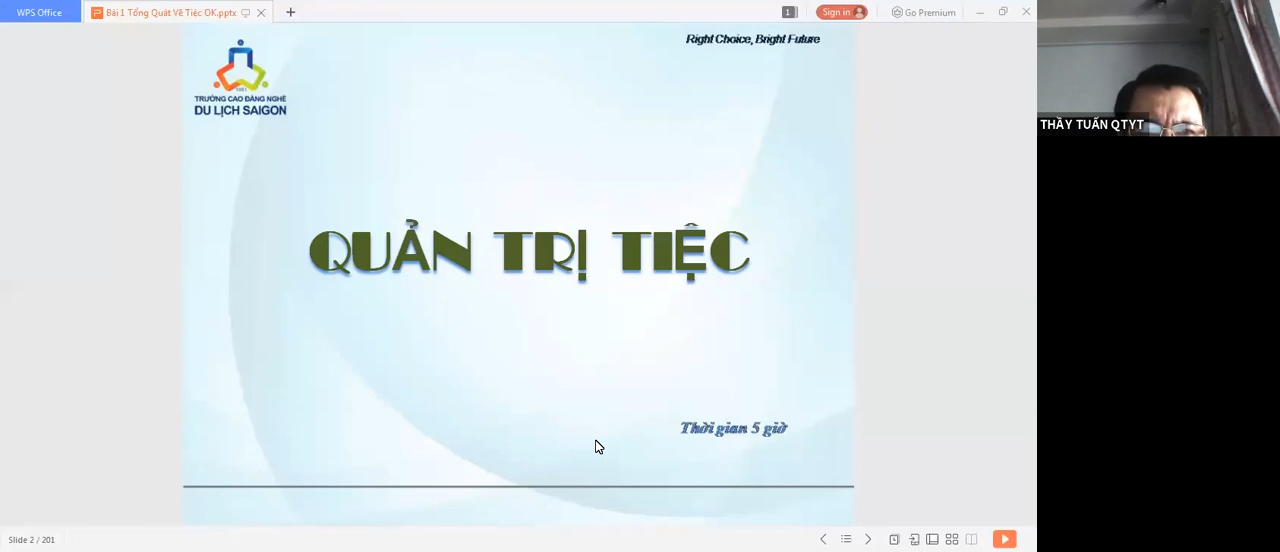 WPS Office
Bài 1 Tổng Quát Về Tiệc OK.pptx
1
Sign in
Go Premium
Right Choice, Bright Future
1981
TRƯỜNG CAO ĐẲNG NGHỀ
DU LỊCH SAIGON
THẦY TUẤN QTYT
QUẢN TRỊ TIỆC
Thời gian 5 giờ
Slide 2 / 201